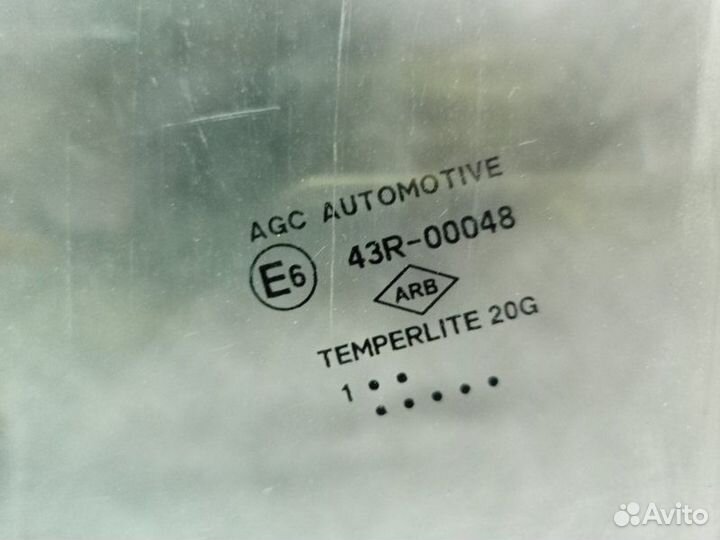 AGC AUTOMOTIVE
E6 43R-00048
ARB
TEMPERLITE 20G
1 ••
•••••
Avito